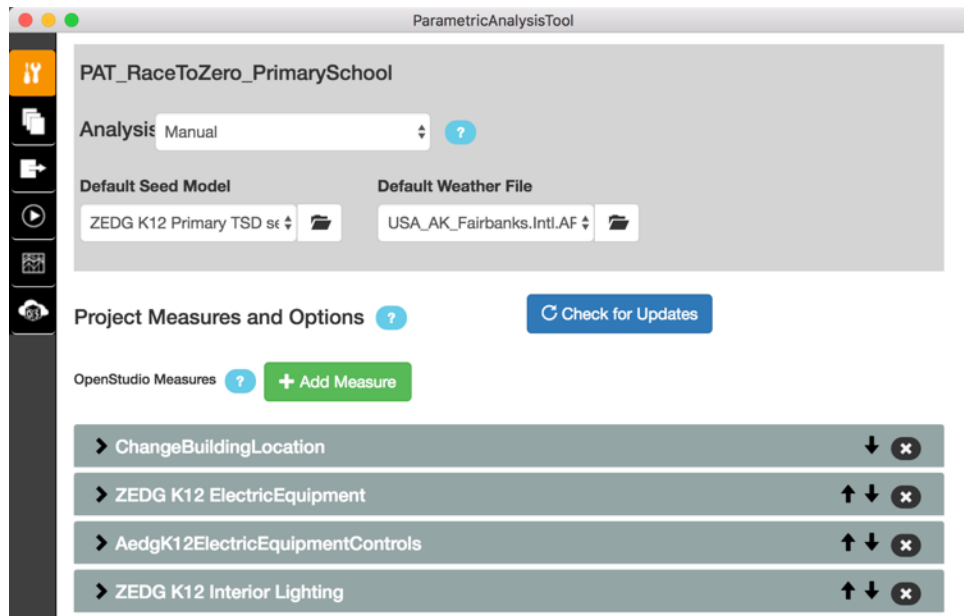 ParametricAnalysisTool
PAT_RaceToZero_PrimarySchool
Analysis Manual ?
Default Seed Model Default Weather File
ZEDG K12 Primary TSD se USA_AK_Fairbanks.Intl.AF
Project Measures and Options ? Check for Updates
OpenStudio Measures ? + Add Measure
ChangeBuildingLocation
ZEDG K12 ElectricEquipment
AedgK12ElectricEquipmentControls
ZEDG K12 Interior Lighting